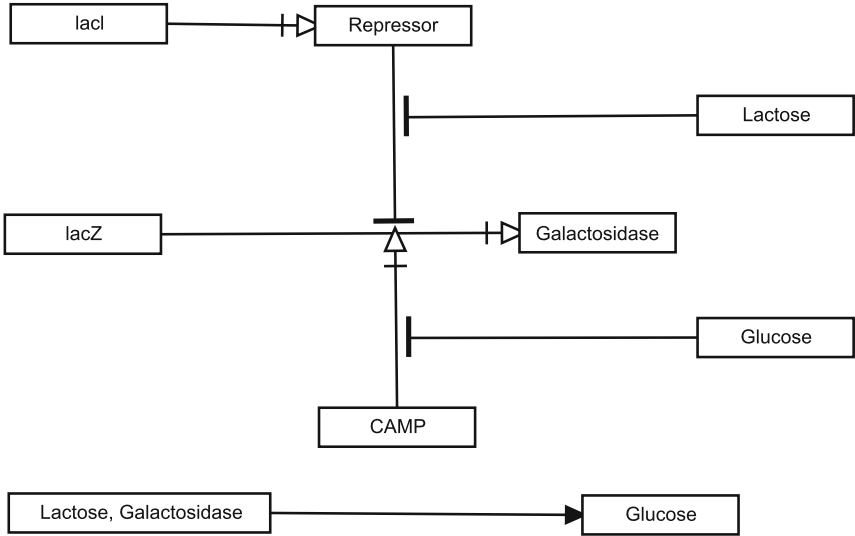 lacI
Repressor
Lactose
lacZ
Galactosidase
Glucose
CAMP
Lactose, Galactosidase
Glucose